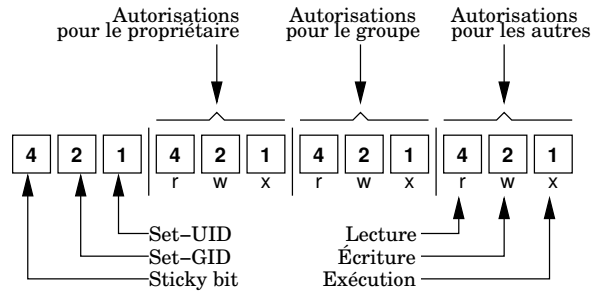 Autorisations
pour le propriétaire
Autorisations
pour le groupe
Autorisations
pour les autres
4 2 1 4 2 1 4 2 1 4 2 1
r w x r w x r w x
Set–UID
Set–GID
Sticky bit
Lecture
Écriture
Exécution